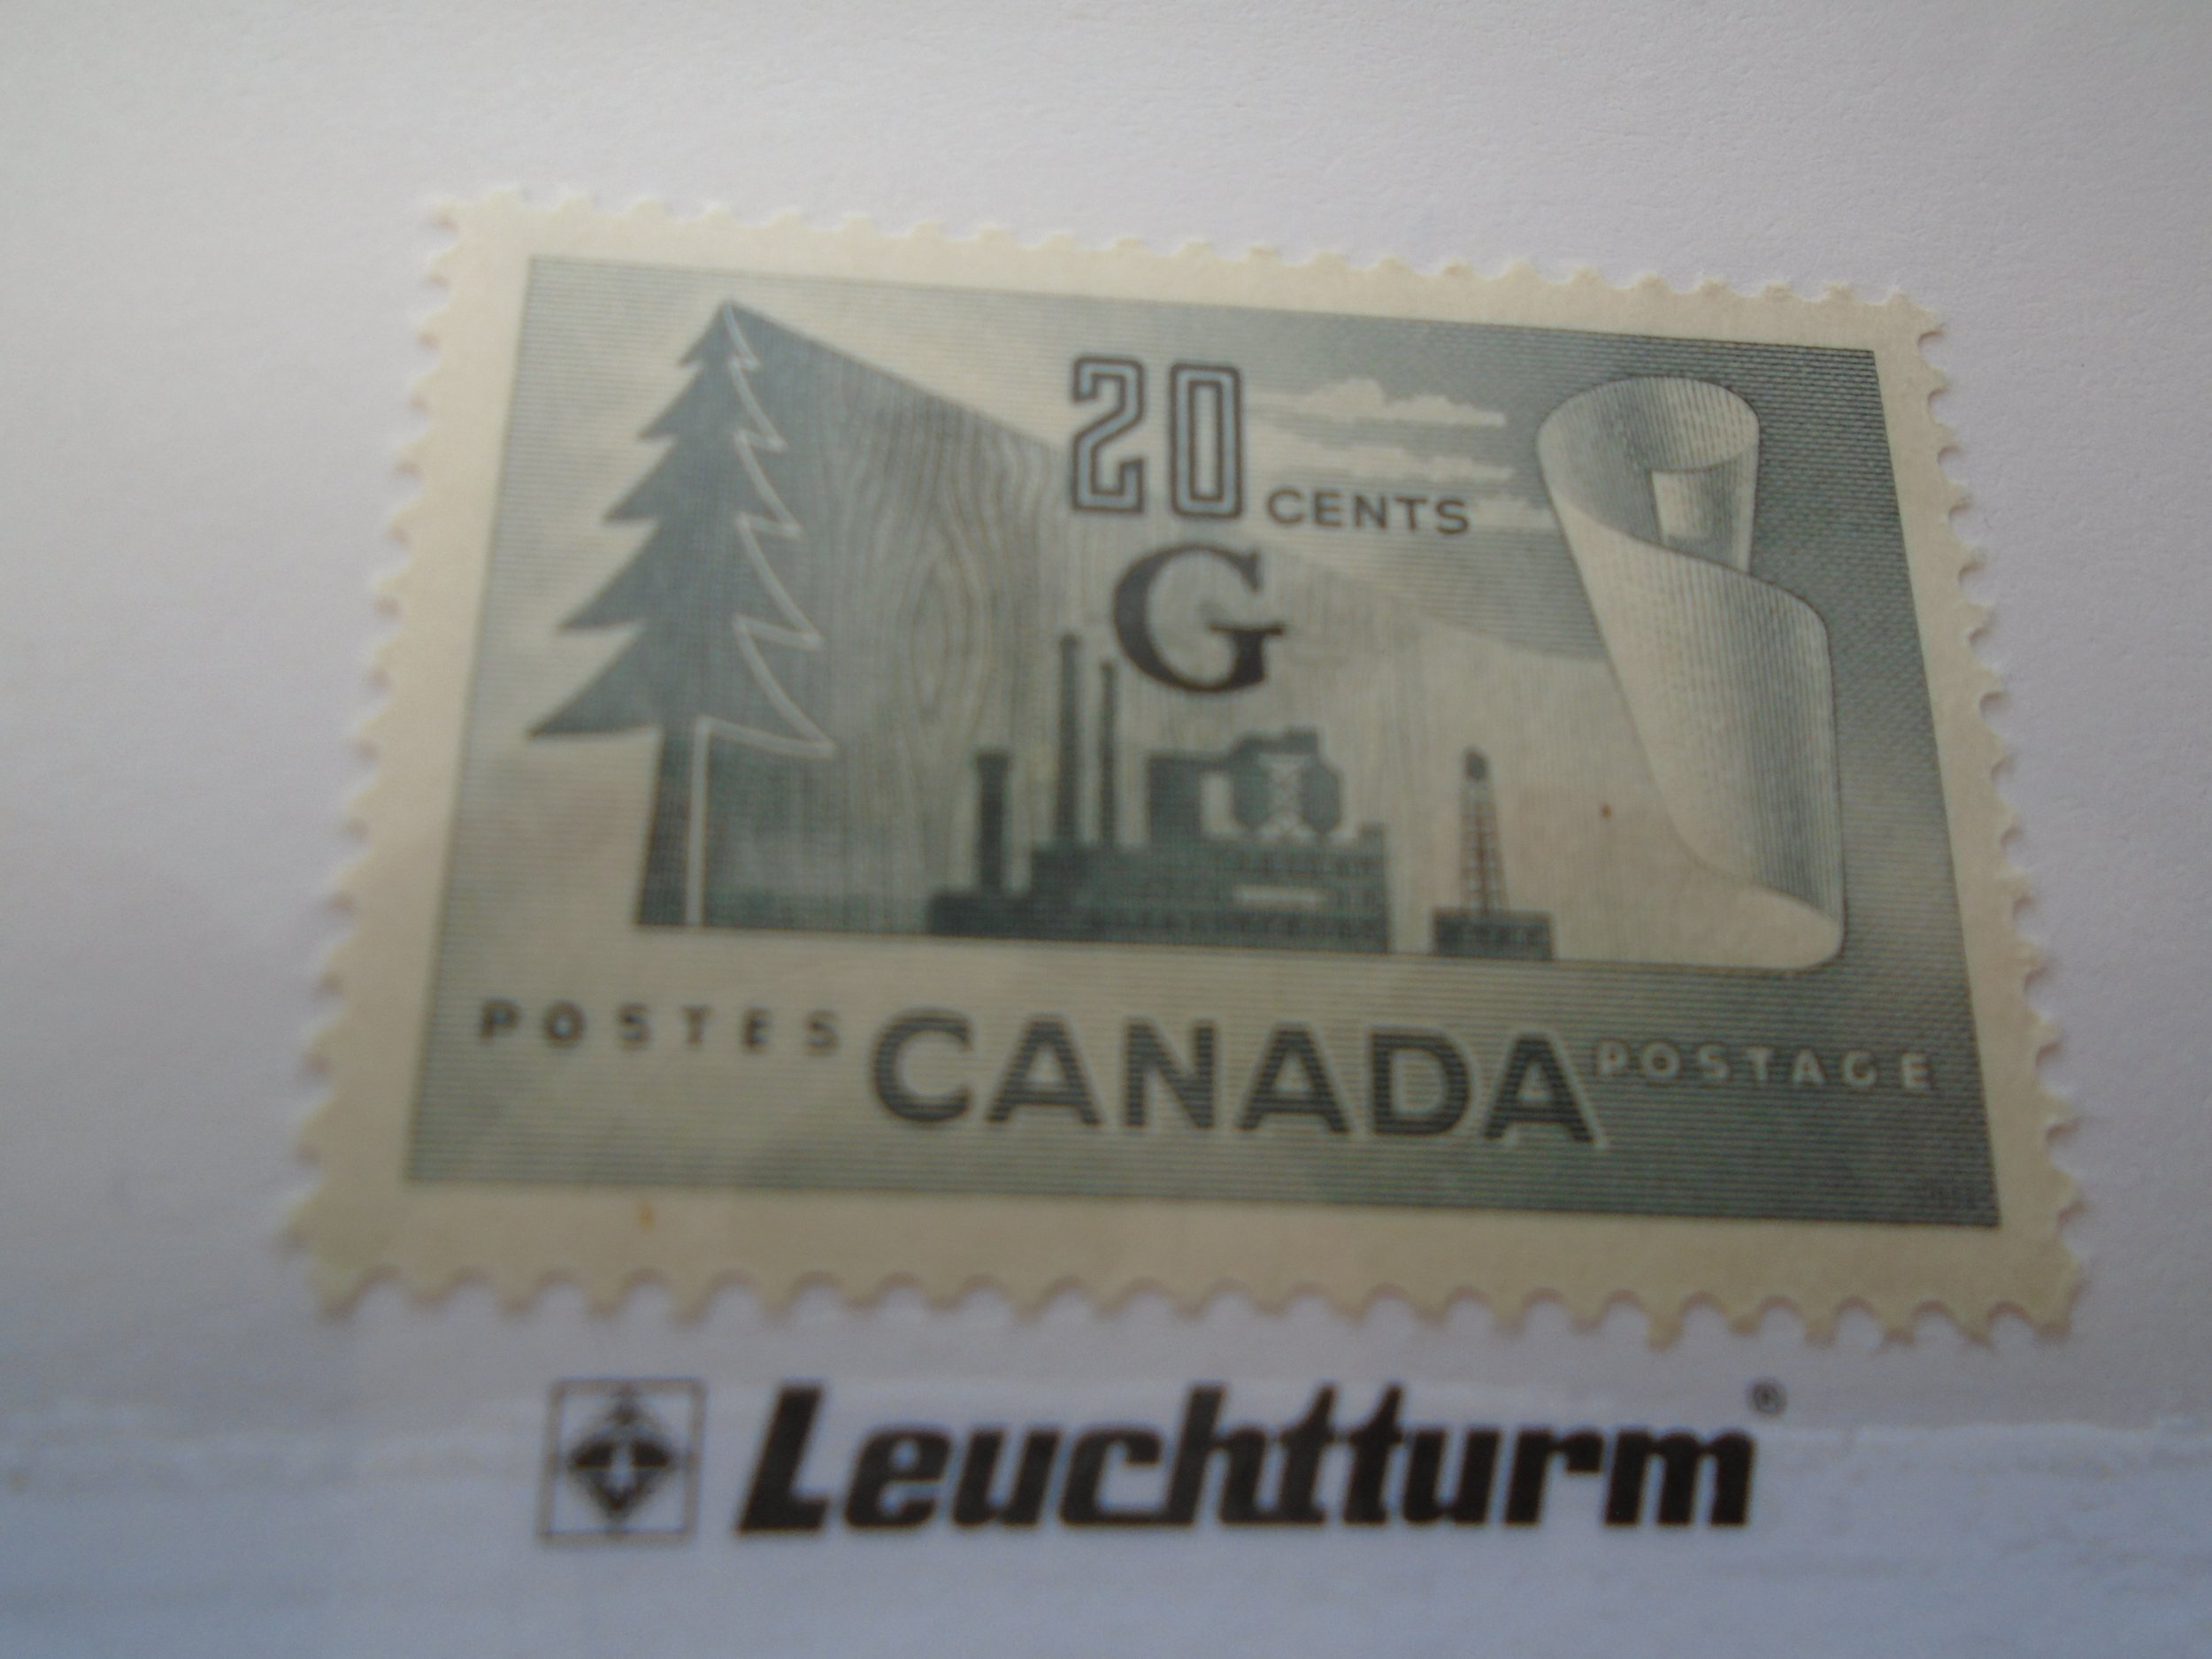 20 CENTS
G
POSTES CANADA POSTAGE
Leuchtturm®